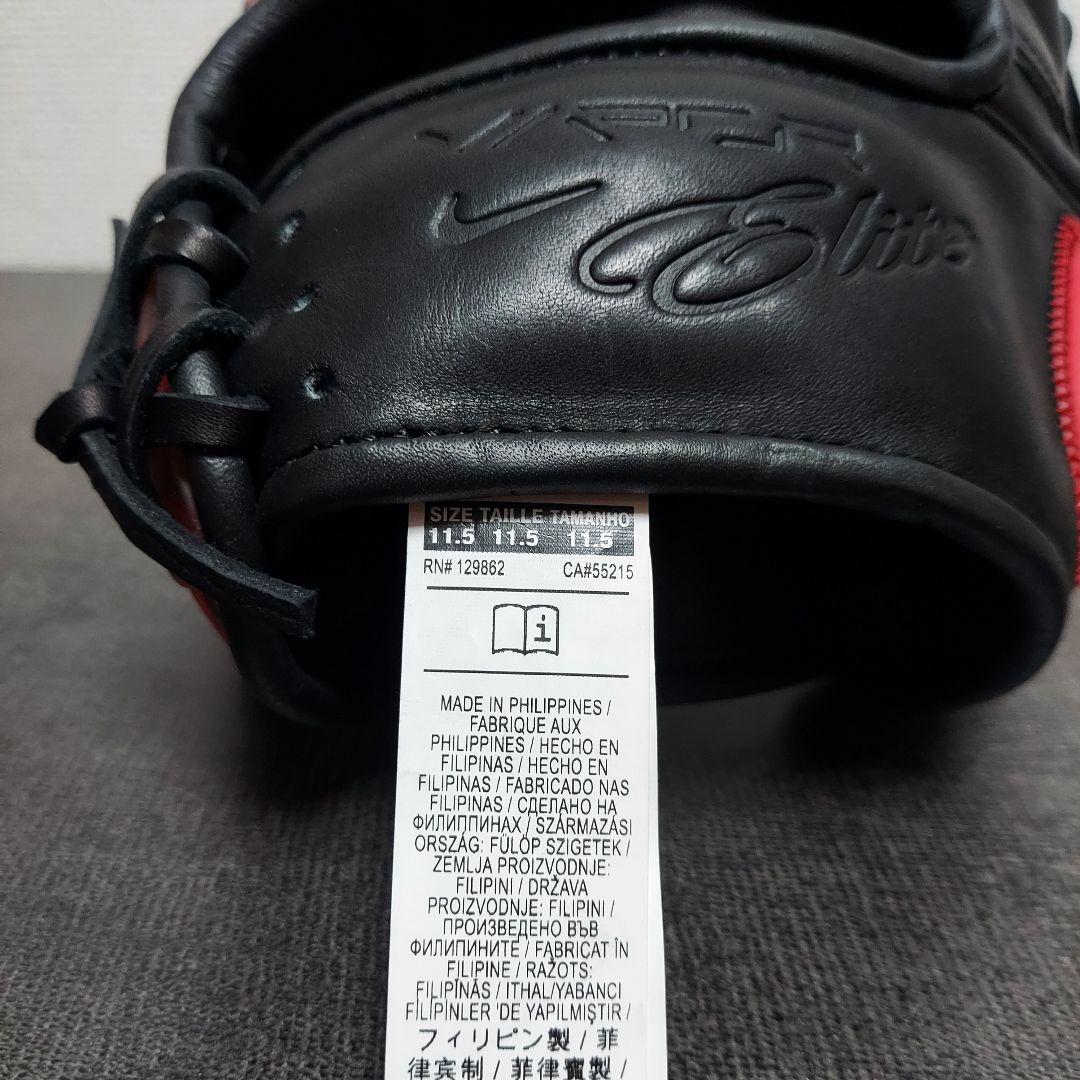 VAPOR
Elite
SIZE TAILLE TAMANHO
11.5 11.5 11.5
RN# 129862 CA#55215
i
MADE IN PHILIPPINES /
FABRIQUE AUX
PHILIPPINES / HECHO EN
FILIPINAS / HECHO EN
FILIPINAS / FABRICADO NAS
FILIPINAS / СДЕЛАНО НА
ФИЛИППИНАХ / SZÁRMAZÁSI
ORSZÁG: FÜLÖP SZIGETEK /
ZEMLJA PROIZVODNJE:
FILIPINI / DRŽAVA
PROIZVODNJE: FILIPINI /
ПРОИЗВЕДЕНО ВЪВ
ФИЛИПИНИТЕ / FABRICAT ÎN
FILIPINE / RAŽOTS:
FILIPĪNĀS / ITHAL/YABANCI
FİLİPİNLER 'DE YAPILMIŞTIR /
フィリピン製 / 菲
律宾制 / 菲律賓製 /